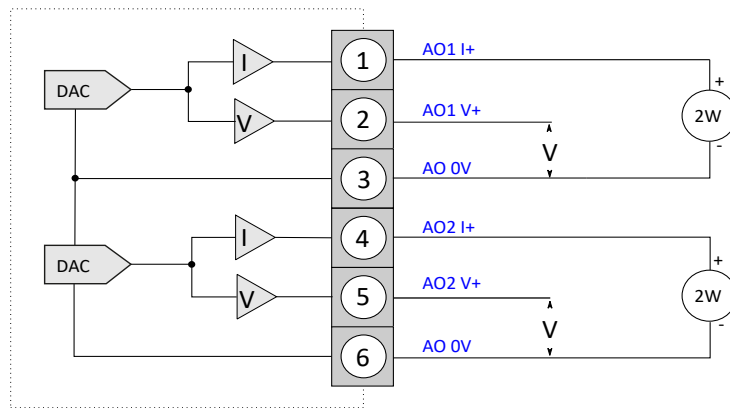 1 AO1 I+
I
+
DAC
2W
V 2 AO1 V+
-
V
3 AO 0V
I 4 AO2 I+
+
DAC
2W
V 5 AO2 V+
-
V
6 AO 0V